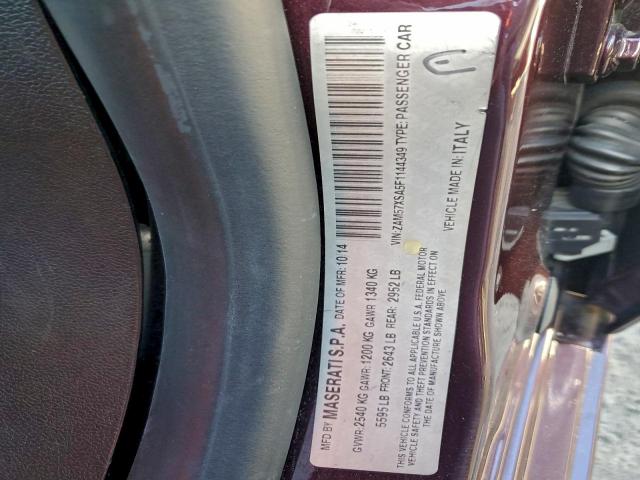 MFD BY MASERATI S.P.A. DATE OF MFR: 10 14
GVWR: 2540 KG GAWR: 1200 KG GAWR 1340 KG
5595 LB FRONT: 2643 LB REAR: 2952 LB
THIS VEHICLE CONFORMS TO ALL APPLICABLE U.S.A. FEDERAL MOTOR
VEHICLE SAFETY AND THEFT PREVENTION STANDARDS IN EFFECT ON
THE DATE OF MANUFACTURE SHOWN ABOVE.
VIN:ZAM57XSA5F1144349 TYPE: PASSENGER CAR
VEHICLE MADE IN: ITALY